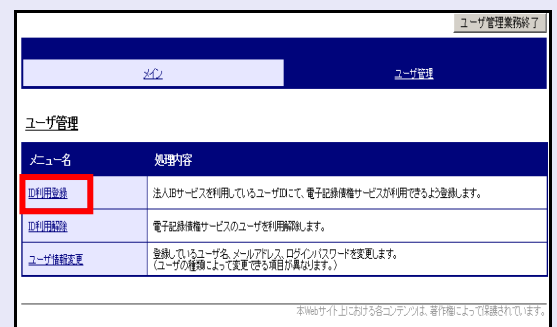 ユーザ管理業務終了
メイン
ユーザ管理
ユーザ管理
メニュー名 処理内容
ID利用登録 法人IBサービスを利用しているユーザIDにて、電子記録債権サービスが利用できるよう登録します。
ID利用解除 電子記録債権サービスのユーザを利用解除します。
ユーザ情報変更 登録しているユーザ名、メールアドレス、ログインパスワードを変更します。
（ユーザの種類によって変更できる項目が異なります。）
本Webサイト上における各コンテンツは、著作権によって保護されています。